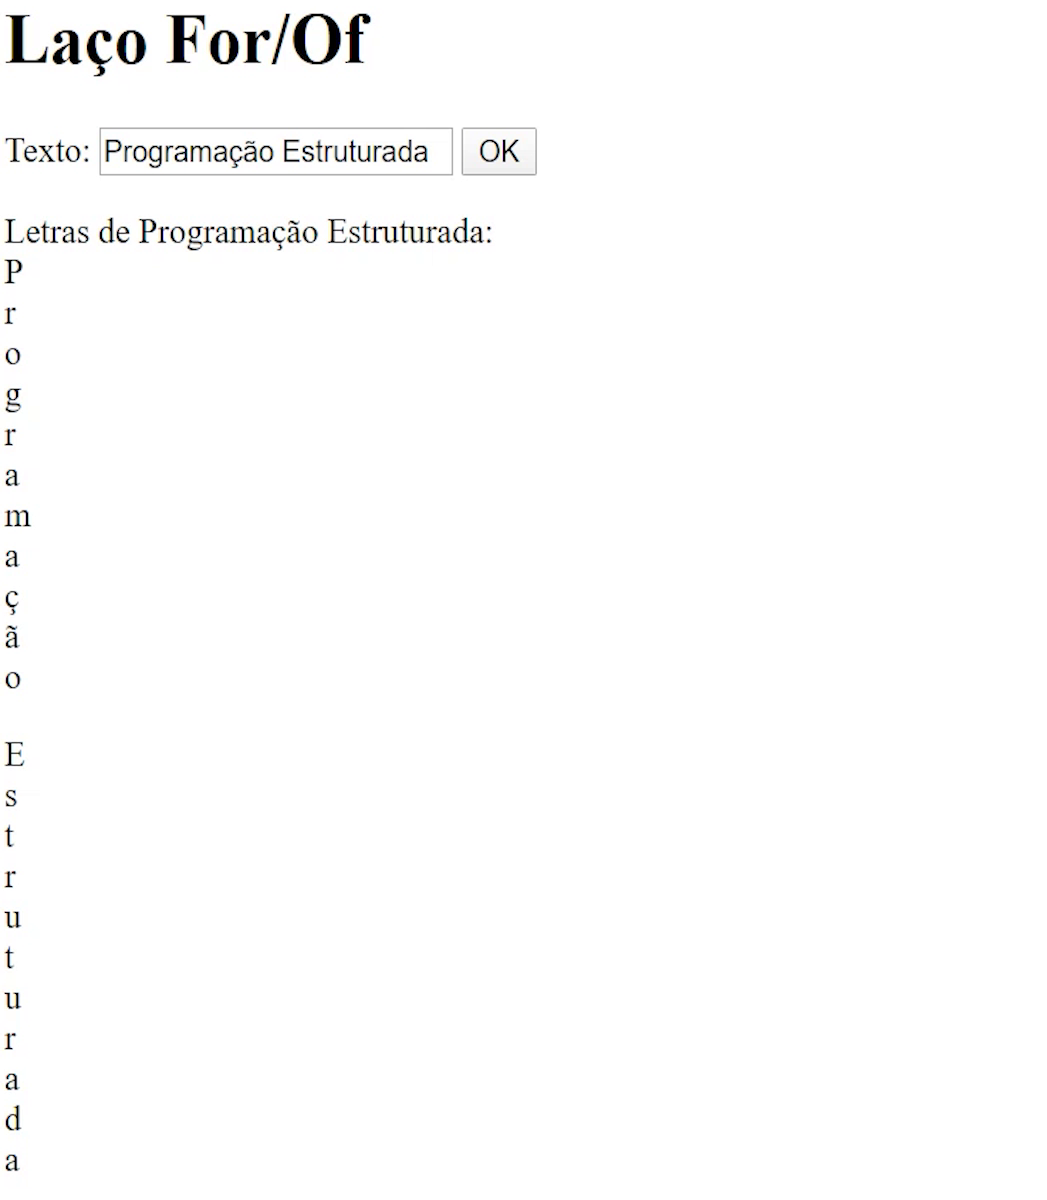 Laço For/Of
Texto: Programação Estruturada OK
Letras de Programação Estruturada:
P
r
o
g
r
a
m
a
ç
ã
o
E
s
t
r
u
t
u
r
a
d
a